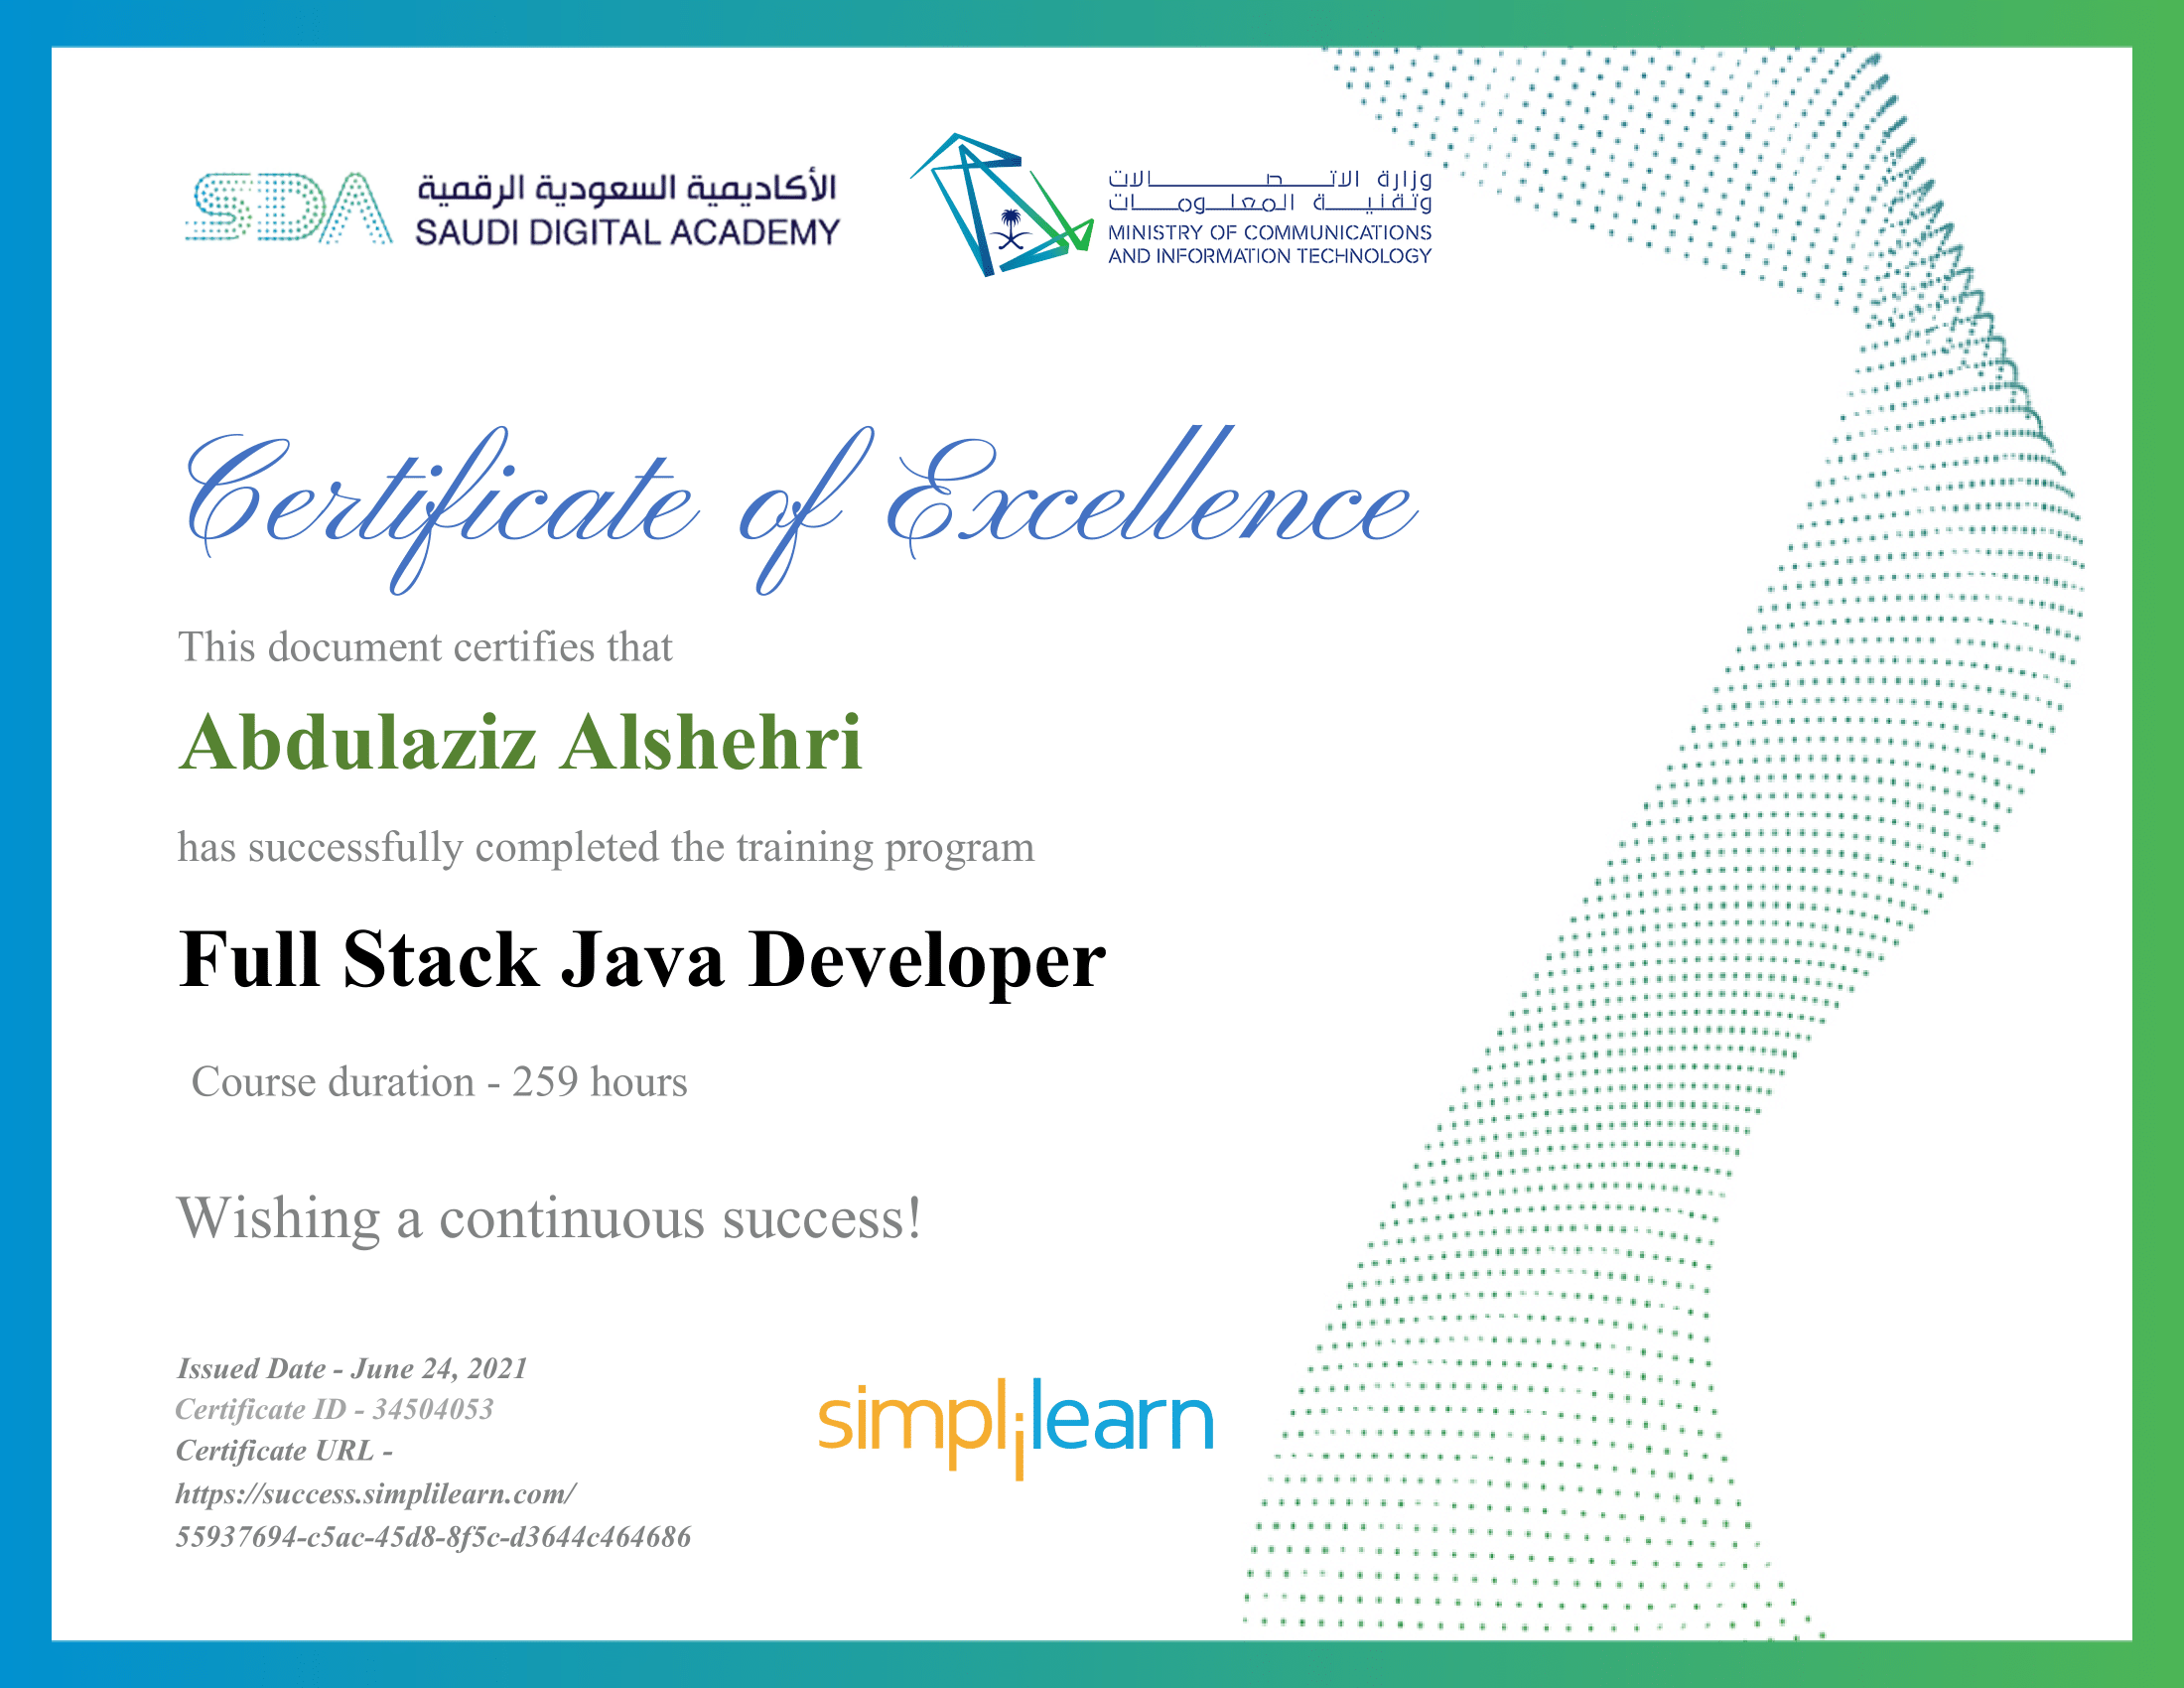 SDA
الأكاديمية السعودية الرقمية
SAUDI DIGITAL ACADEMY
وزارة الاتصالات
وتقنية المعلومات
MINISTRY OF COMMUNICATIONS
AND INFORMATION TECHNOLOGY
Certificate of Excellence
This document certifies that
Abdulaziz Alshehri
has successfully completed the training program
Full Stack Java Developer
Course duration - 259 hours
Wishing a continuous success!
Issued Date - June 24, 2021
Certificate ID - 34504053
Certificate URL -
https://success.simplilearn.com/
55937694-c5ac-45d8-8f5c-d3644c464686
simplilearn